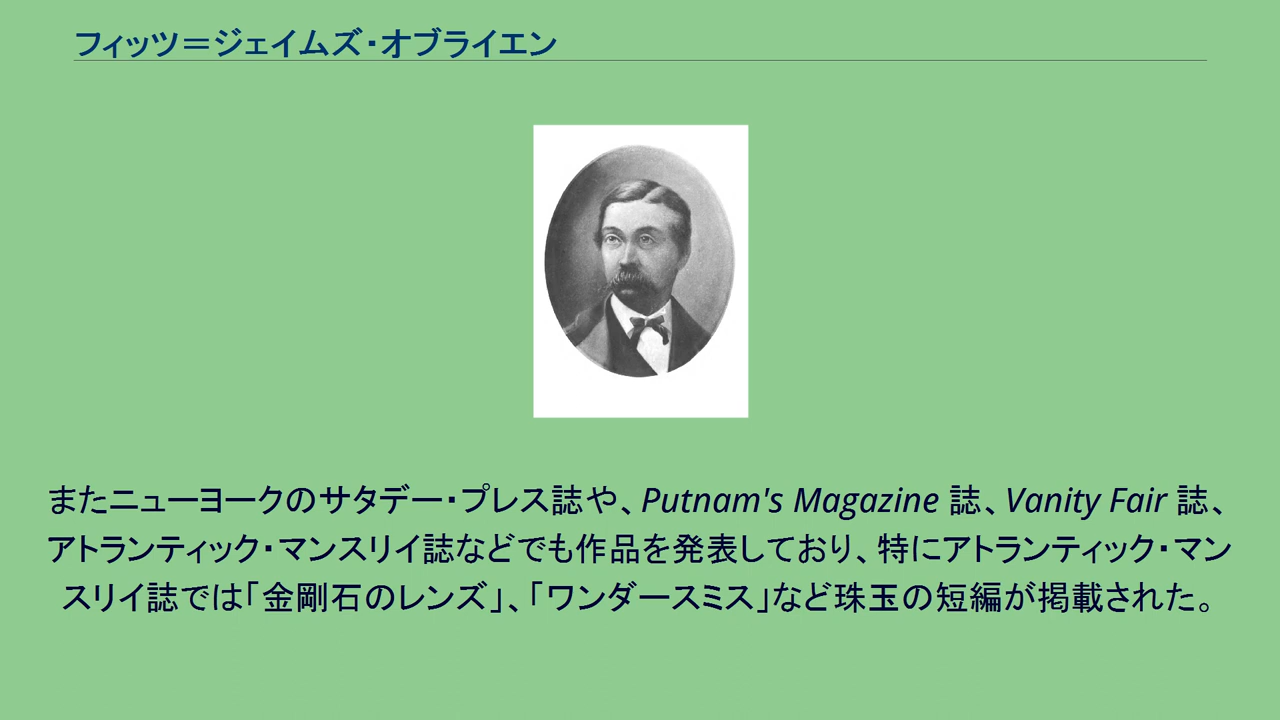 フィッツ＝ジェイムズ・オブライエン
またニューヨークのサタデー・プレス誌や、Putnam's Magazine 誌、Vanity Fair 誌、
アトランティック・マンスリイ誌などでも作品を発表しており、特にアトランティック・マン
スリイ誌では「金剛石のレンズ」、「ワンダースミス」など珠玉の短編が掲載された。